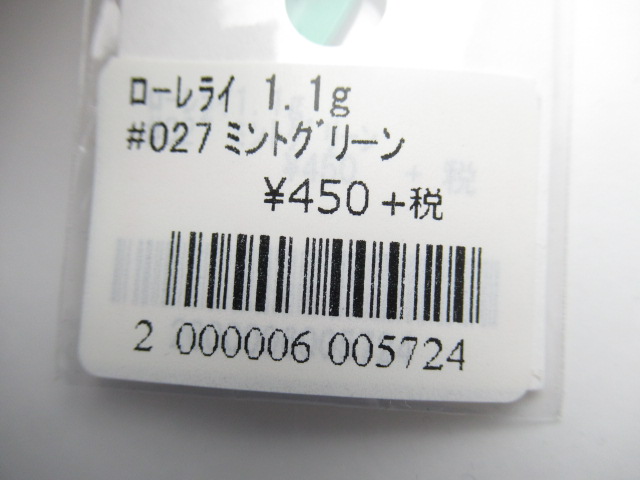 ローレライ 1.1g
#027 ミントグリーン
¥450+税
2 000006 005724